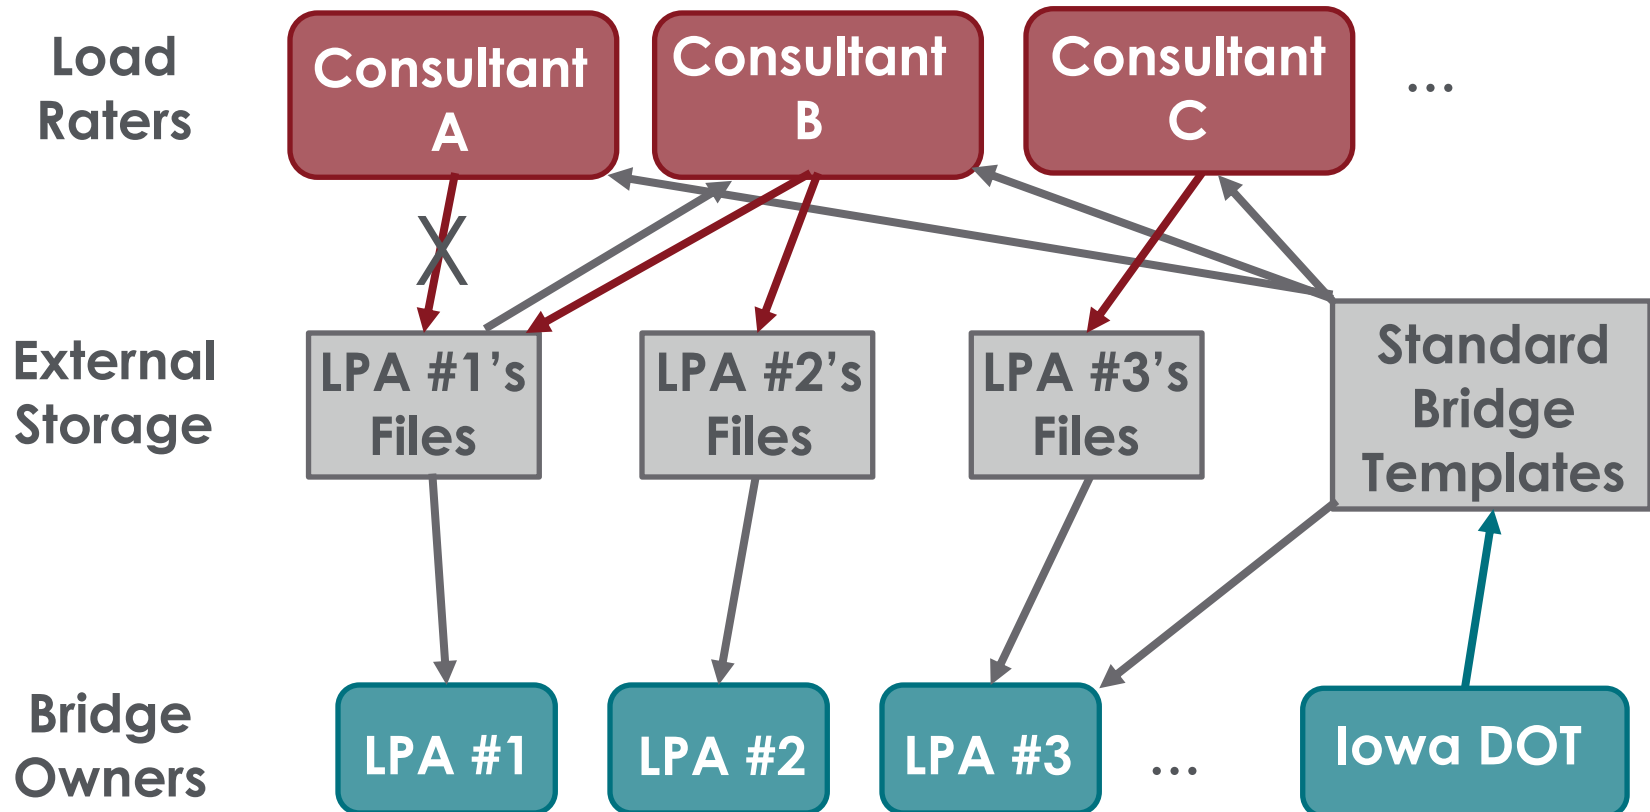 Load
Raters
Consultant
A
Consultant
B
Consultant
C
...
X
External
Storage
LPA #1’s
Files
LPA #2’s
Files
LPA #3’s
Files
Standard
Bridge
Templates
Bridge
Owners
LPA #1
LPA #2
LPA #3
...
Iowa DOT